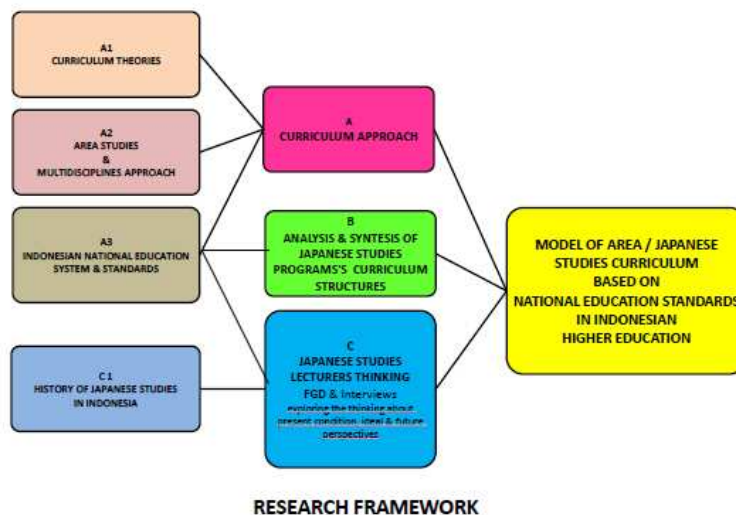 A1
CURRICULUM THEORIES
A2
AREA STUDIES
&
MULTIDISCIPLINES APPROACH
A3
INDONESIAN NATIONAL EDUCATION
SYSTEM & STANDARDS
C 1
HISTORY OF JAPANESE STUDIES
IN INDONESIA
A
CURRICULUM APPROACH
B
ANALYSIS & SYNTESIS OF
JAPANESE STUDIES
PROGRAMS'S CURRICULUM
STRUCTURES
C
JAPANESE STUDIES
LECTURERS THINKING
FGD & Interviews
exploring the thinking about
present condition, ideal & future
perspectives
MODEL OF AREA / JAPANESE
STUDIES CURRICULUM
BASED ON
NATIONAL EDUCATION STANDARDS
IN INDONESIAN
HIGHER EDUCATION
RESEARCH FRAMEWORK